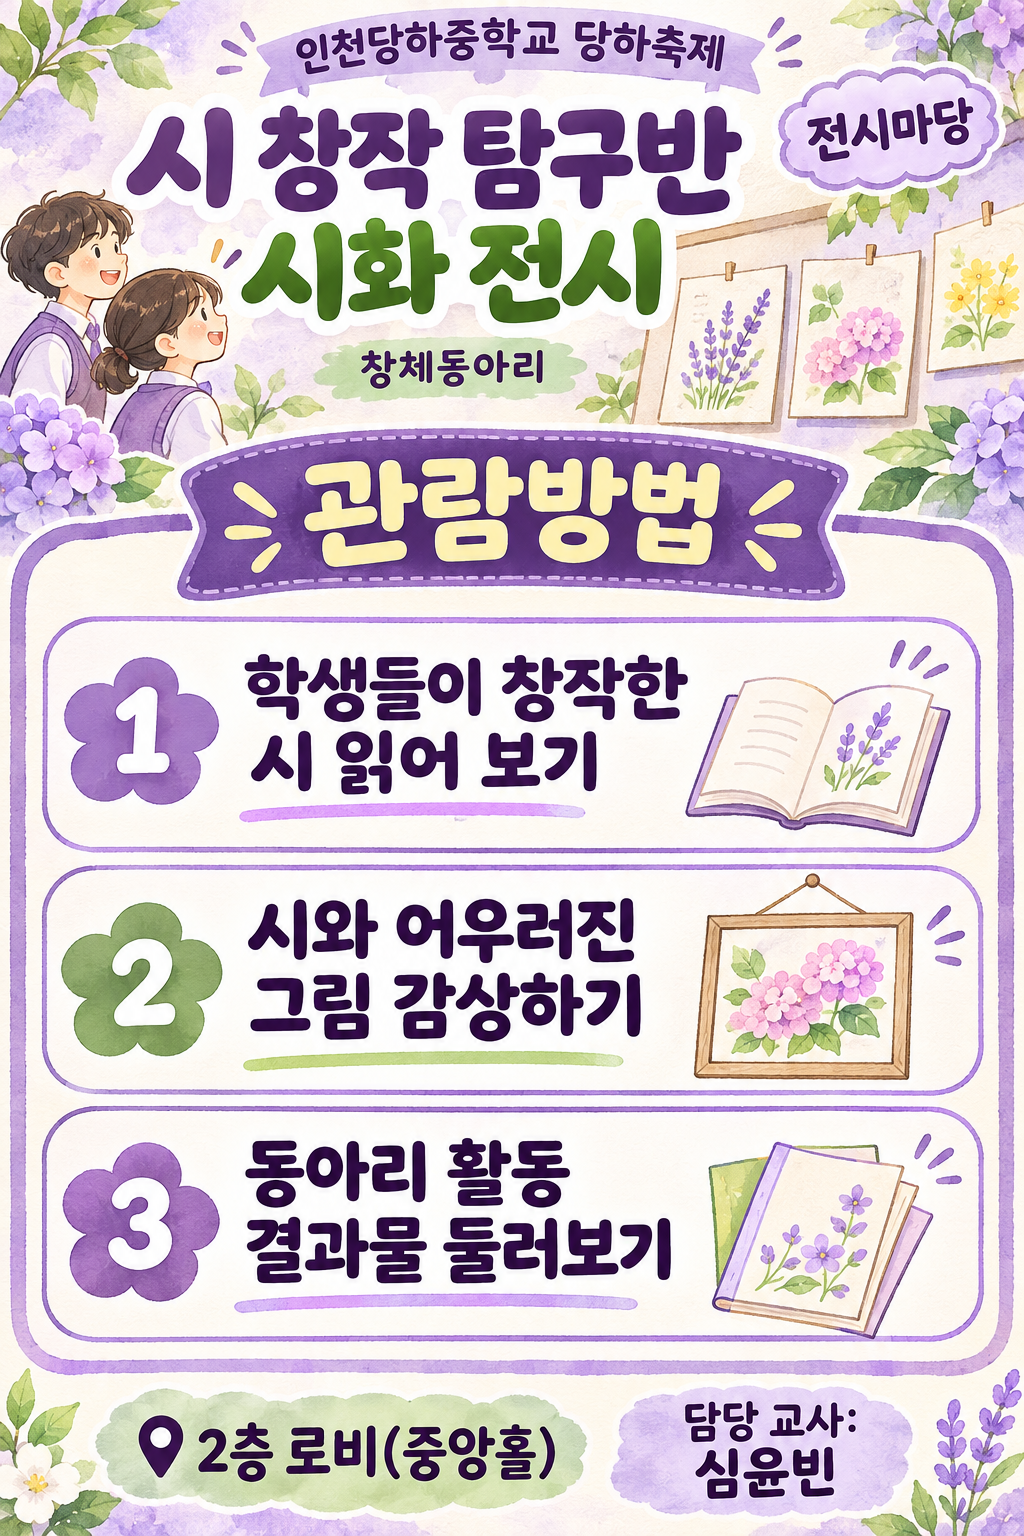 인천당하중학교 당하축제
전시마당
시 창작 탐구반
시화 전시
창체동아리
관람방법
1
학생들이 창작한
시 읽어 보기
2
시와 어우러진
그림 감상하기
3
동아리 활동
결과물 둘러보기
2층 로비(중앙홀)
담당 교사:
심윤빈